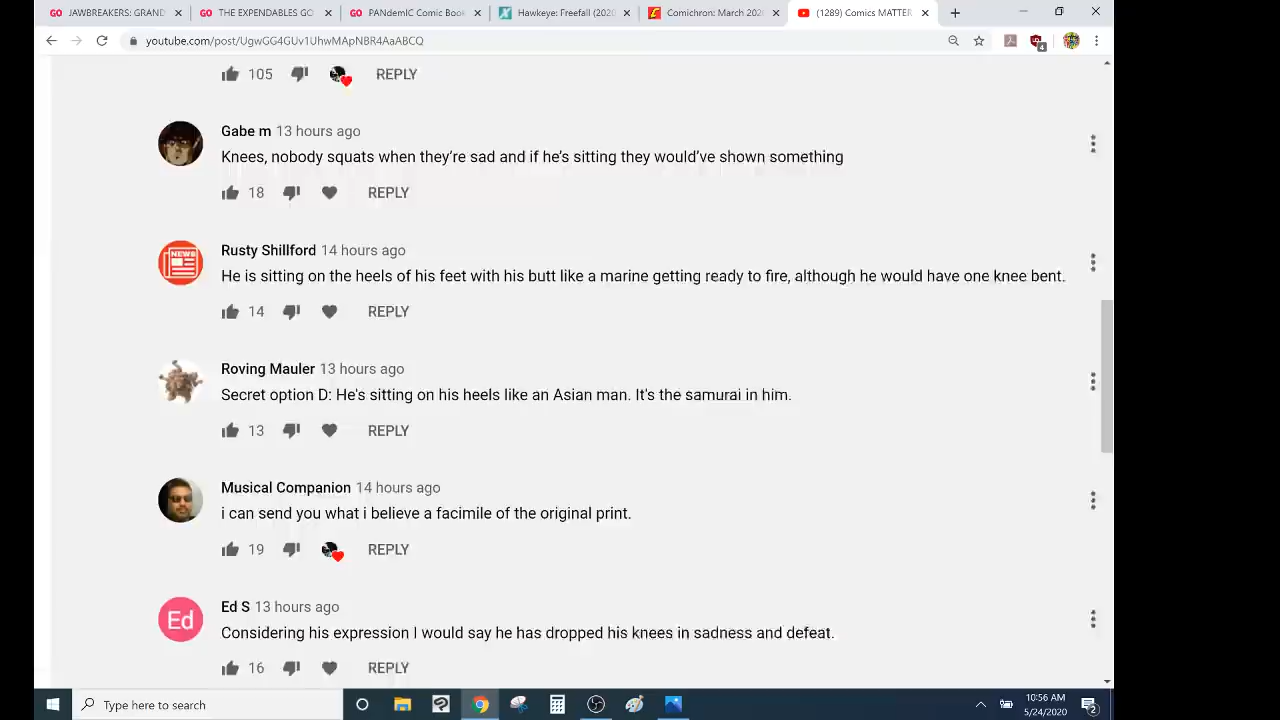 JAWBREAKERS: GRAND
THE EXPENDABLES GO
PANdemIC Comic Book
Hawkeye: Freefall (2020
Comichron: March 2020
(1289) Comics MATTER
youtube.com/post/UgwGG4GUv1UhwMApNBR4AaABCQ
4
105 REPLY
Gabe m 13 hours ago
Knees, nobody squats when they’re sad and if he’s sitting they would’ve shown something
18 REPLY
NEWS
Rusty Shillford 14 hours ago
He is sitting on the heels of his feet with his butt like a marine getting ready to fire, although he would have one knee bent.
14 REPLY
Roving Mauler 13 hours ago
Secret option D: He's sitting on his heels like an Asian man. It's the samurai in him.
13 REPLY
Musical Companion 14 hours ago
i can send you what i believe a facimile of the original print.
19 REPLY
Ed
Ed S 13 hours ago
Considering his expression I would say he has dropped his knees in sadness and defeat.
16 REPLY
Type here to search
10:56 AM
5/24/2020
2